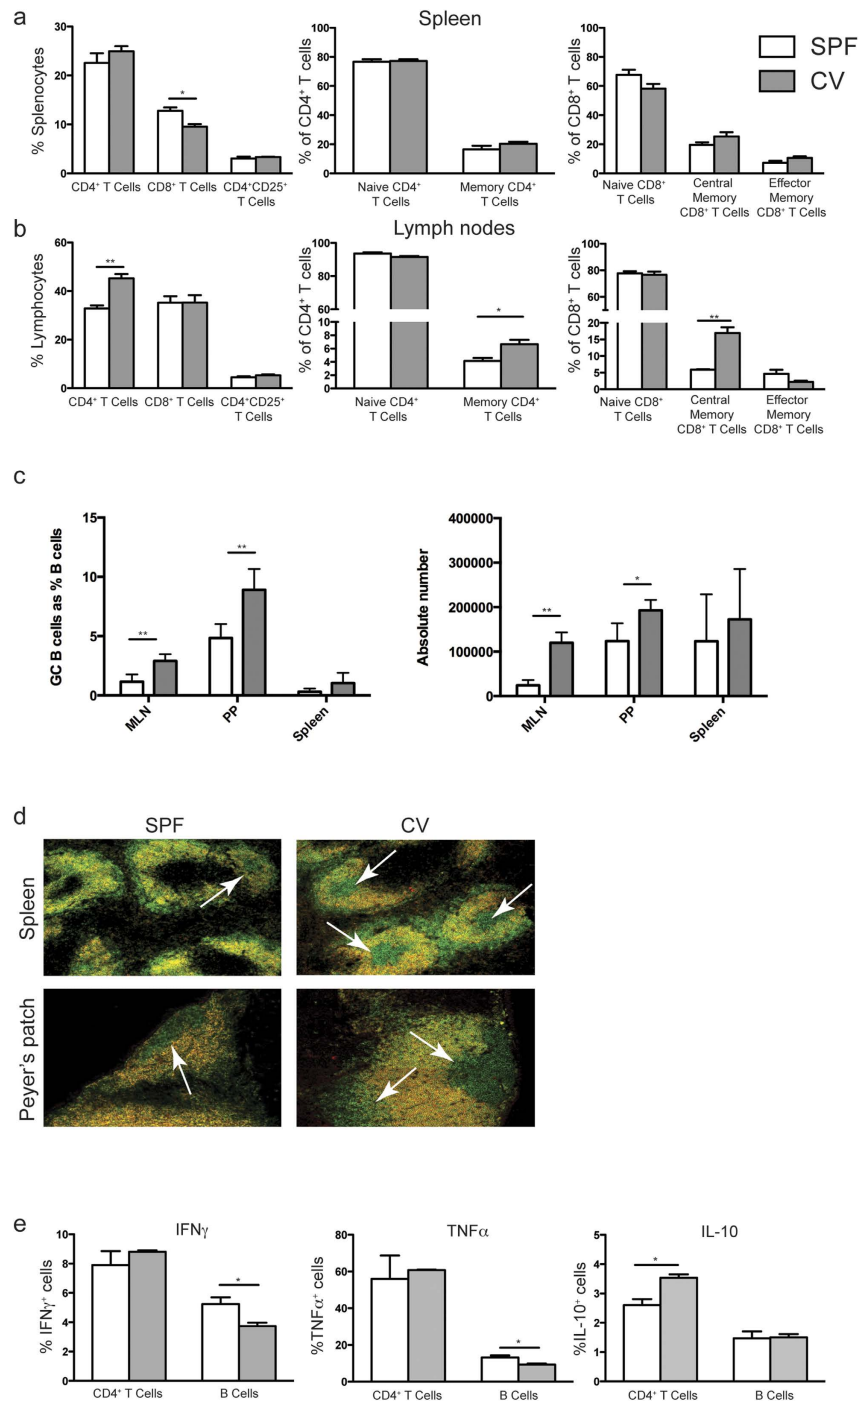 a
Spleen
SPF
CV
% Splenocytes
30
20
10
0
*
CD4⁺ T Cells
CD8⁺ T Cells
CD4⁺CD25⁺
T Cells
% of CD4⁺ T cells
100
80
60
40
20
0
Naive CD4⁺
T Cells
Memory CD4⁺
T Cells
% of CD8⁺ T cells
100
80
60
40
20
0
Naive CD8⁺
T Cells
Central
Memory
CD8⁺ T Cells
Effector
Memory
CD8⁺ T Cells
b
Lymph nodes
% Lymphocytes
60
40
20
0
**
CD4⁺ T Cells
CD8⁺ T Cells
CD4⁺CD25⁺
T Cells
% of CD4⁺ T cells
100
80
60
10
8
6
4
2
0
*
Naive CD4⁺
T Cells
Memory CD4⁺
T Cells
% of CD8⁺ T cells
100
80
60
20
15
10
5
0
**
Naive CD8⁺
T Cells
Central
Memory
CD8⁺ T Cells
Effector
Memory
CD8⁺ T Cells
c
GC B cells as % B cells
15
10
5
0
**
**
MLN
PP
Spleen
Absolute number
400000
300000
200000
100000
0
**
*
MLN
PP
Spleen
d
SPF
CV
Spleen
Peyer's patch
e
IFNγ
% IFNγ⁺ cells
10
8
6
4
2
0
*
CD4⁺ T Cells
B Cells
TNFα
%TNFα⁺ cells
80
60
40
20
0
*
CD4⁺ T Cells
B Cells
IL-10
%IL-10⁺ cells
5
4
3
2
1
0
*
CD4⁺ T Cells
B Cells